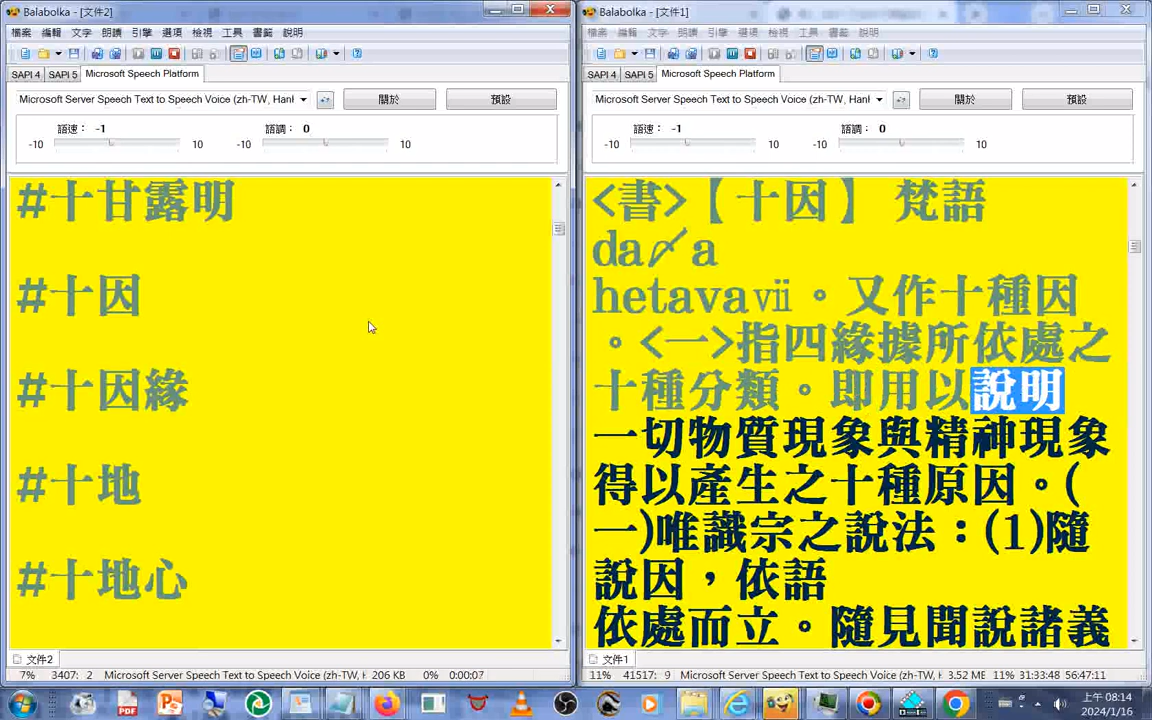 Balabolka - [文件2]
檔案 編輯 文字 朗讀 引擎 選項 檢視 工具 書籤 說明
SAPI 4 SAPI 5 Microsoft Speech Platform
Microsoft Server Speech Text to Speech Voice (zh-TW, Hanl
關於 預設
語速： -1 語調： 0
-10 10 -10 10
#十甘露明
#十因
#十因緣
#十地
#十地心
文件2
7% 3407: 2 Microsoft Server Speech Text to Speech Voice (zh-TW, H 206 KB 0% 0:00:07
Balabolka - [文件1]
檔案 編輯 文字 朗讀 引擎 選項 檢視 工具 書籤 說明
SAPI 4 SAPI 5 Microsoft Speech Platform
Microsoft Server Speech Text to Speech Voice (zh-TW, Hanl
關於 預設
語速： -1 語調： 0
-10 10 -10 10
<書>【十因】 梵語
da〆a
hetavaⅶ。又作十種因
。<一>指四緣據所依處之
十種分類。即用以說明
一切物質現象與精神現象
得以產生之十種原因。(
一)唯識宗之說法：(1)隨
說因，依語
依處而立。隨見聞說諸義
文件1
11% 41517: 9 Microsoft Server Speech Text to Speech Voice (zh-TW, H 3.52 MB 11% 31:33:48 56:47:11
上午 08:14
2024/1/16